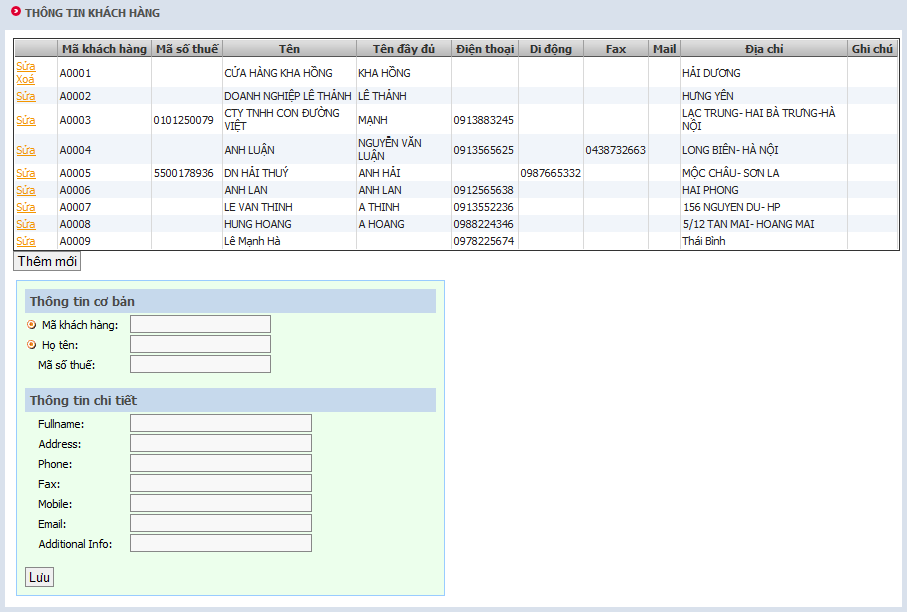 THÔNG TIN KHÁCH HÀNG
Mã khách hàng Mã số thuế Tên Tên đầy đủ Điện thoại Di động Fax Mail Địa chỉ Ghi chú
Sửa
Xoá A0001 CỬA HÀNG KHA HỒNG KHA HỒNG HẢI DƯƠNG
Sửa A0002 DOANH NGHIỆP LÊ THÀNH LÊ THÀNH HƯNG YÊN
Sửa A0003 0101250079 CTY TNHH CON ĐƯỜNG VIỆT MẠNH 0913883245 LẠC TRUNG- HAI BÀ TRƯNG-HÀ NỘI
Sửa A0004 ANH LUẬN NGUYỄN VĂN LUẬN 0913565625 0438732663 LONG BIÊN- HÀ NỘI
Sửa A0005 5500178936 DN HẢI THUÝ ANH HẢI 0987665332 MỘC CHÂU- SƠN LA
Sửa A0006 ANH LAN ANH LAN 0912565638 HAI PHONG
Sửa A0007 LE VAN THINH A THINH 0913552236 156 NGUYEN DU- HP
Sửa A0008 HUNG HOANG A HOANG 0988224346 5/12 TAN MAI- HOANG MAI
Sửa A0009 Lê Mạnh Hà 0978225674 Thái Bình
Thêm mới
Thông tin cơ bản
Mã khách hàng:
Họ tên:
Mã số thuế:
Thông tin chi tiết
Fullname:
Address:
Phone:
Fax:
Mobile:
Email:
Additional Info:
Lưu